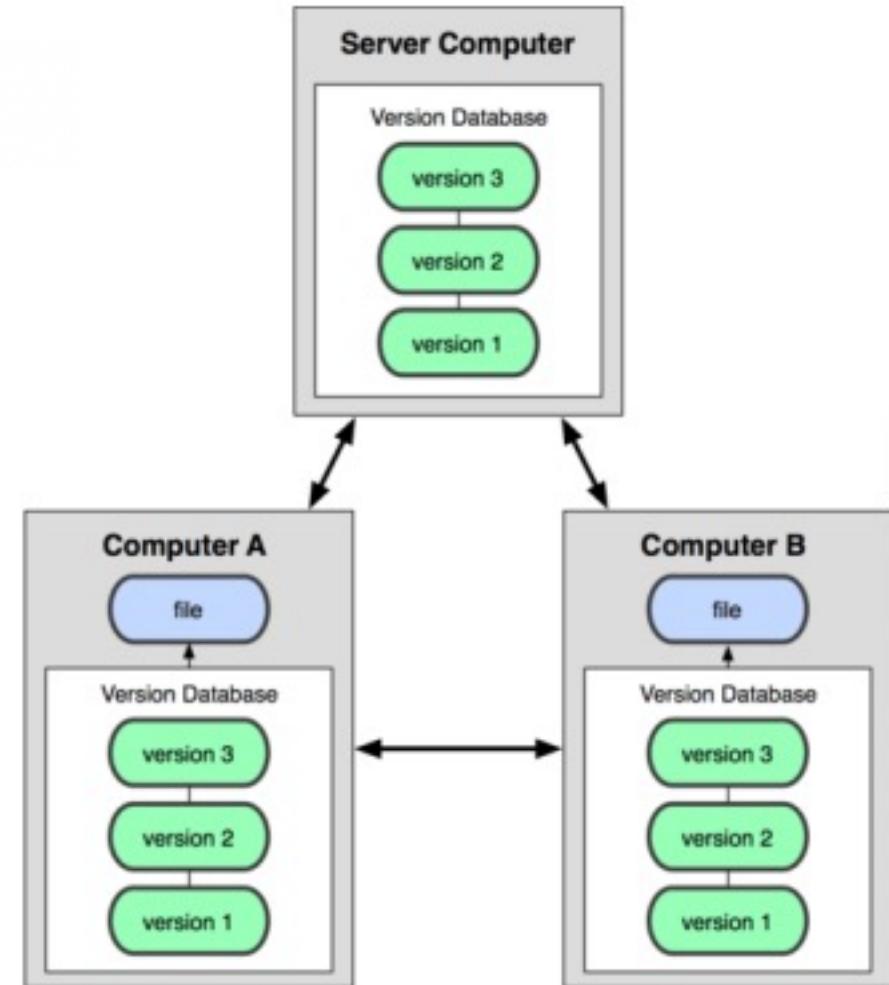 Server Computer
Version Database
version 3
version 2
version 1
Computer A
file
Version Database
version 3
version 2
version 1
Computer B
file
Version Database
version 3
version 2
version 1